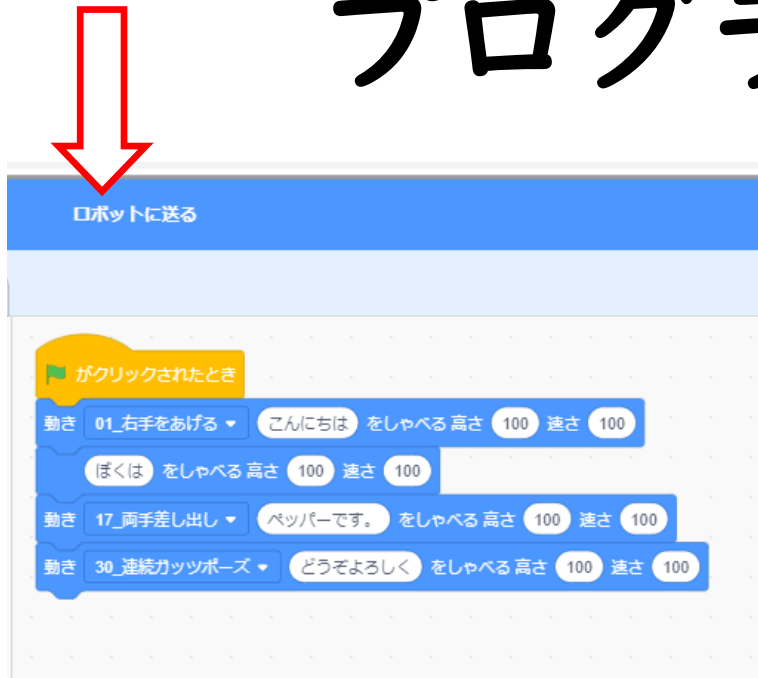 プログラ
ロボットに送る
がクリックされたとき
動き 01_右手をあげる こんにちは をしゃべる 高さ 100 速さ 100
ぼくは をしゃべる 高さ 100 速さ 100
動き 17_両手差し出し ペッパーです。 をしゃべる 高さ 100 速さ 100
動き 30_連続ガッツポーズ どうぞよろしく をしゃべる 高さ 100 速さ 100